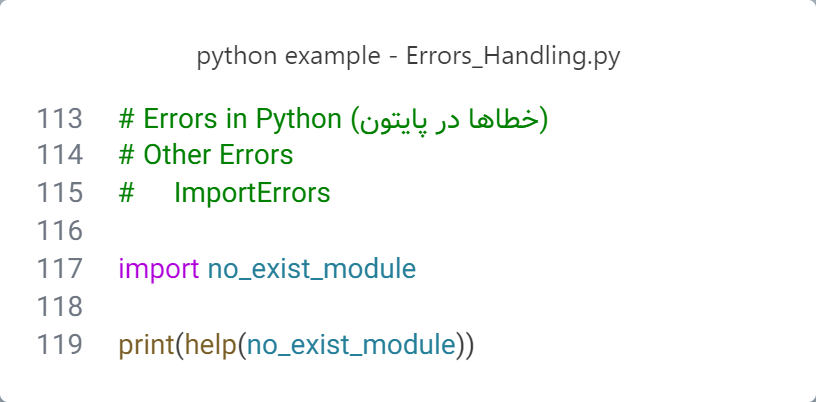 python example - Errors_Handling.py
113 # Errors in Python (خطاها در پایتون)
114 # Other Errors
115 #     ImportErrors
116
117 import no_exist_module
118
119 print(help(no_exist_module))